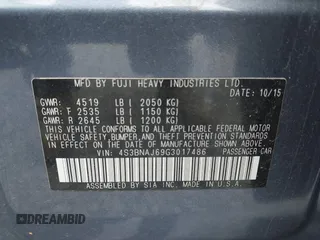 MFD BY FUJI HEAVY INDUSTRIES LTD.
DATE: 10/15
GVWR: 4519 LB ( 2050 KG)
GAWR: F 2535 LB ( 1150 KG)
GAWR: R 2645 LB ( 1200 KG)
THIS VEHICLE CONFORMS TO ALL APPLICABLE FEDERAL MOTOR
VEHICLE SAFETY,BUMPER,AND THEFT PREVENTION STANDARDS
IN EFFECT ON THE DATE OF MANUFACTURE SHOWN ABOVE.
VIN: 4S3BNAJ69G3017486 PASSENGER CAR
ASSEMBLED BY SIA INC. MADE IN U.S.A.
DREAMBID